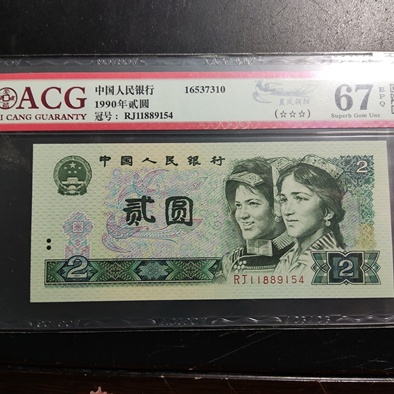 ACG
I CANG GUARANTY
中国人民银行
1990年贰圆
冠号：RJ11889154
16537310
(☆☆☆)
67
EPQ
Superb Gem Unc
中国人民银行
贰圆
2
2
2
RJ11889154